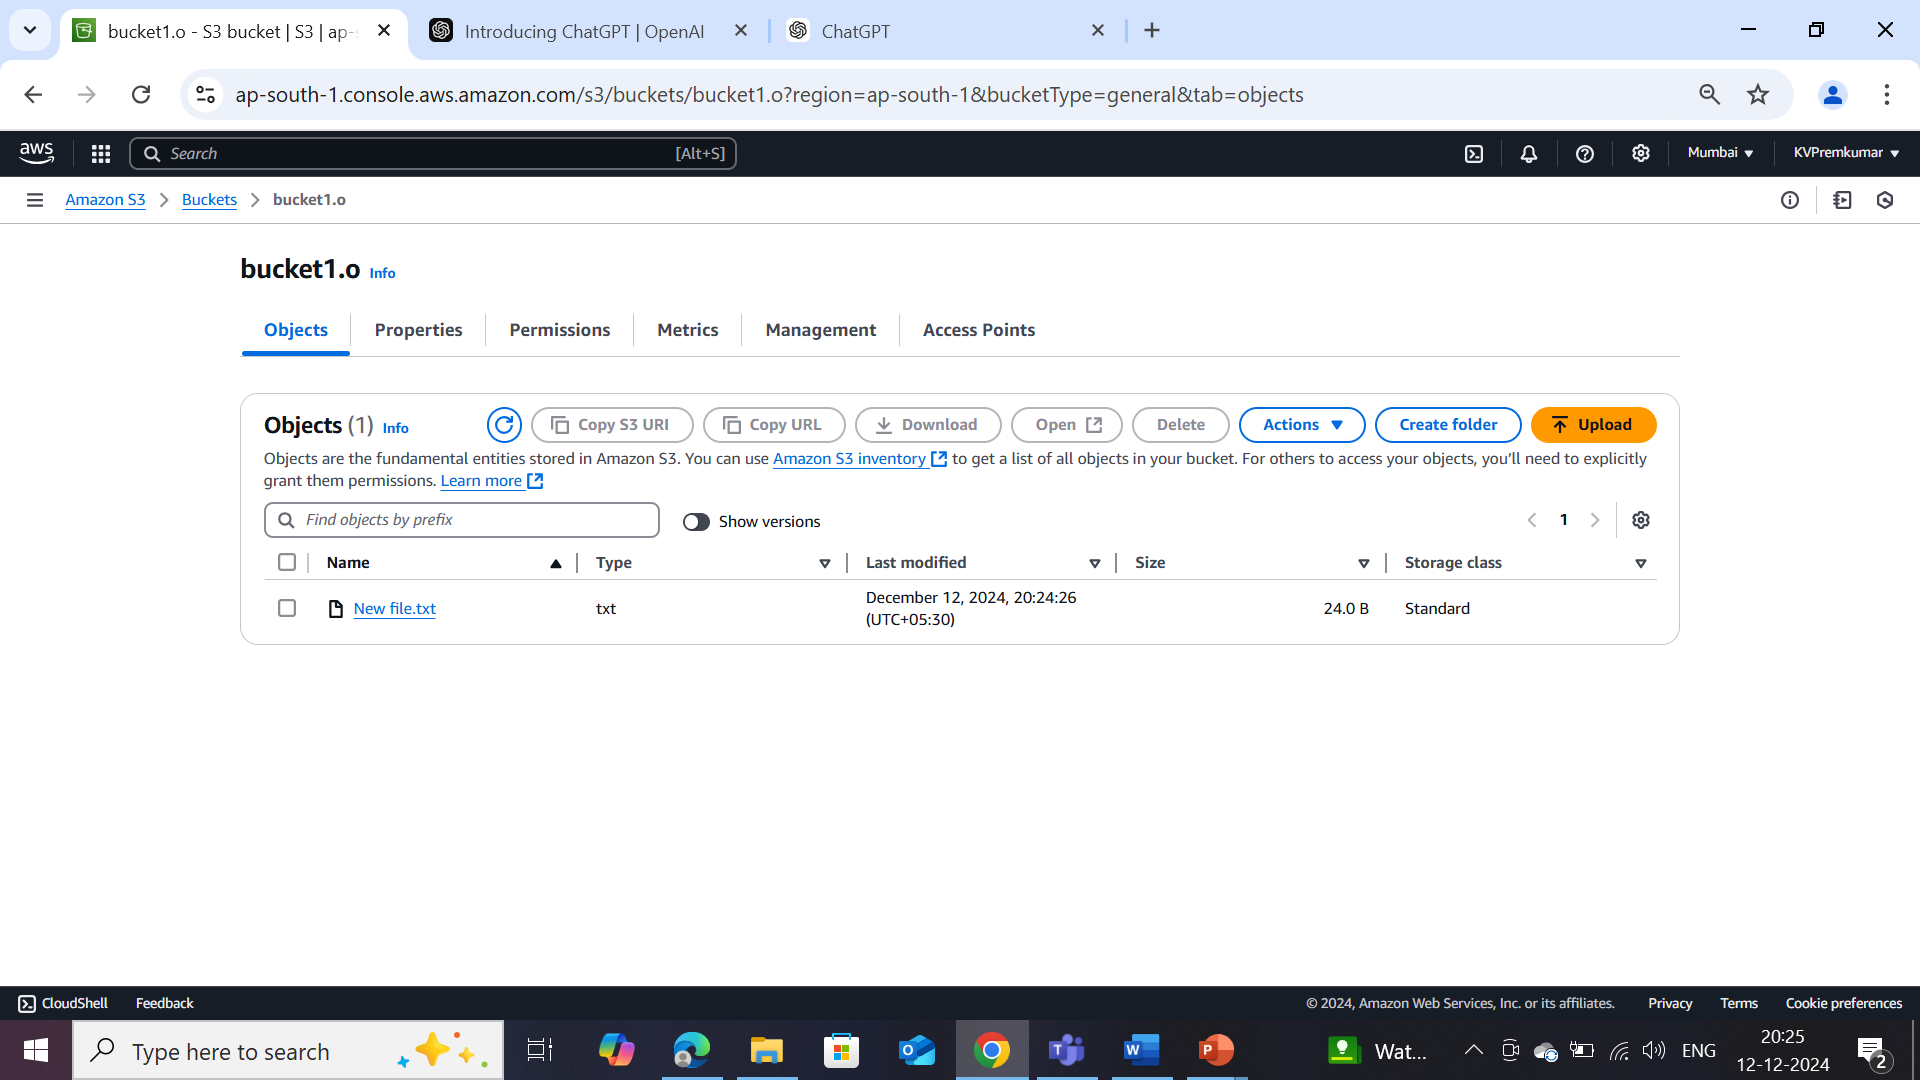 bucket1.o - S3 bucket | S3 | ap-s
Introducing ChatGPT | OpenAI
ChatGPT
ap-south-1.console.aws.amazon.com/s3/buckets/bucket1.o?region=ap-south-1&bucketType=general&tab=objects
aws
Search
[Alt+S]
Mumbai
KVPremkumar
Amazon S3
Buckets
bucket1.o
bucket1.o Info
Objects
Properties
Permissions
Metrics
Management
Access Points
Objects (1) Info
Copy S3 URI
Copy URL
Download
Open
Delete
Actions
Create folder
Upload
Objects are the fundamental entities stored in Amazon S3. You can use Amazon S3 inventory to get a list of all objects in your bucket. For others to access your objects, you’ll need to explicitly
grant them permissions. Learn more
Find objects by prefix
Show versions
1
Name
Type
Last modified
Size
Storage class
New file.txt
txt
December 12, 2024, 20:24:26
(UTC+05:30)
24.0 B
Standard
CloudShell
Feedback
© 2024, Amazon Web Services, Inc. or its affiliates.
Privacy
Terms
Cookie preferences
Type here to search
Wat...
ENG
20:25
12-12-2024
2